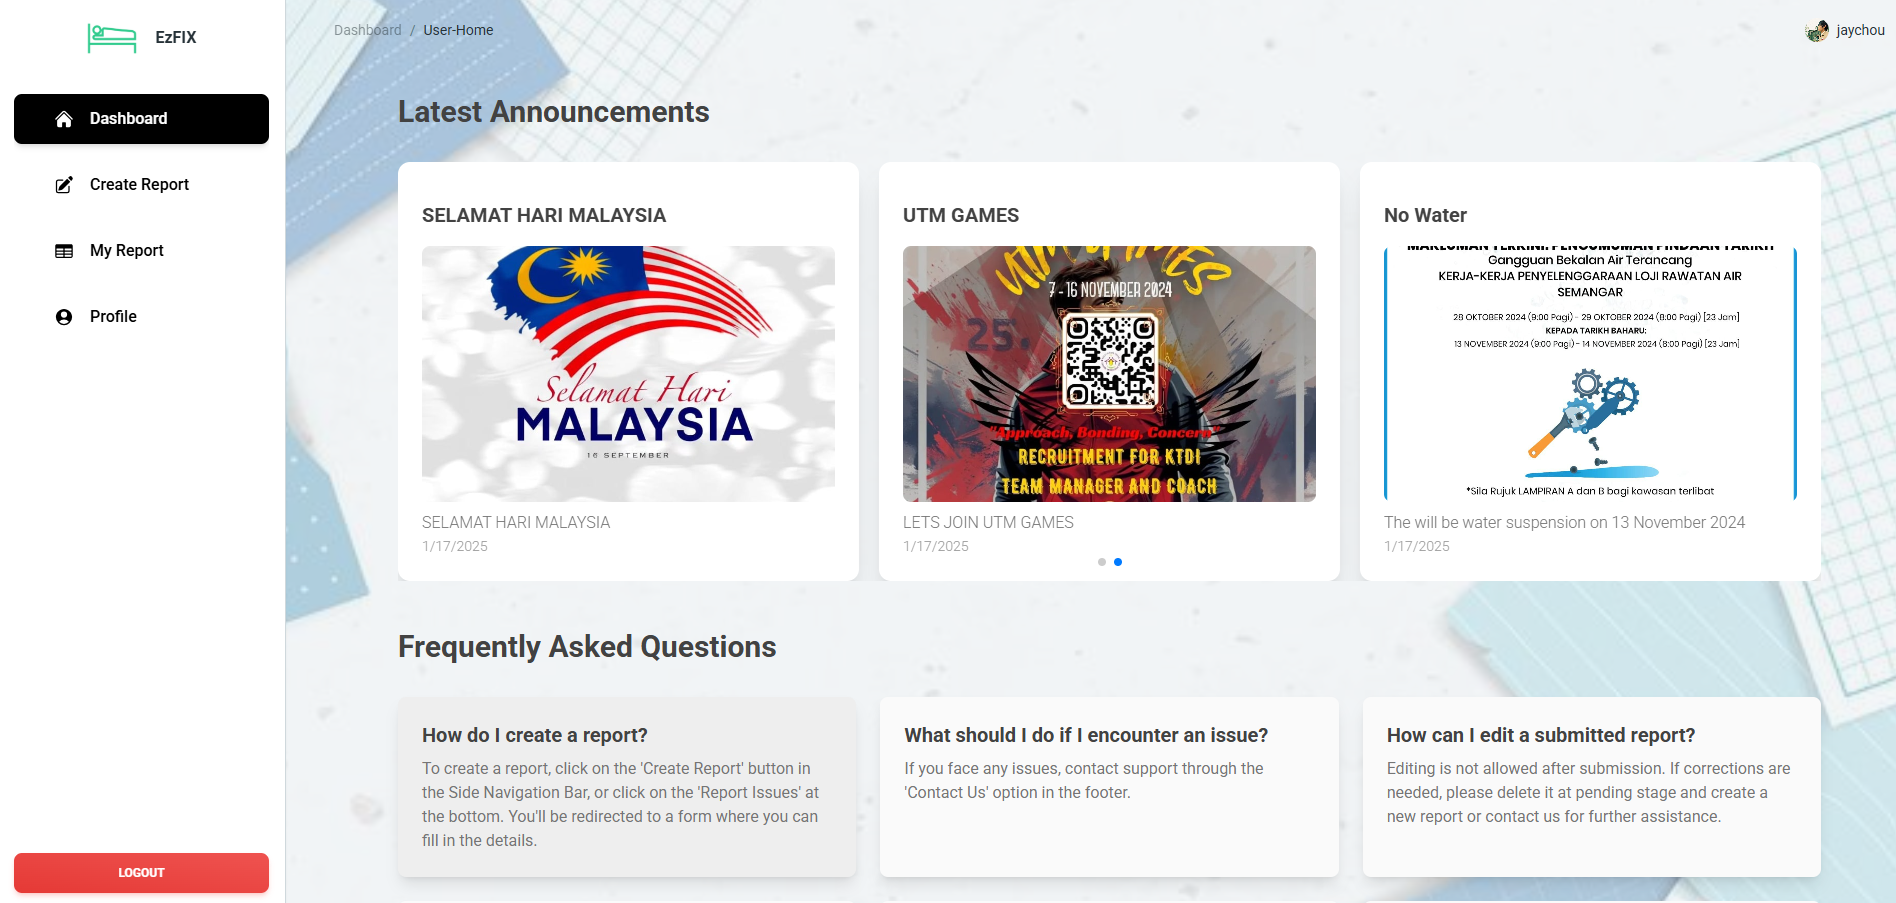 EzFIX
Dashboard
Create Report
My Report
Profile
LOGOUT
Dashboard / User-Home
jaychou
Latest Announcements
SELAMAT HARI MALAYSIA
Selamat Hari
MALAYSIA
16 SEPTEMBER
SELAMAT HARI MALAYSIA
1/17/2025
UTM GAMES
UTM GAMES
7 - 16 NOVEMBER 2024
25.
"Approach, Bonding, Concern"
RECRUITMENT FOR KTDI
TEAM MANAGER AND COACH
LETS JOIN UTM GAMES
1/17/2025
No Water
MAKLUMAN TERKINI: PENGUMUMAN PINDAAN TARIKH
Gangguan Bekalan Air Terancang
KERJA-KERJA PENYELENGGARAAN LOJI RAWATAN AIR
SEMANGAR
28 OKTOBER 2024 (9:00 Pagi) - 29 OKTOBER 2024 (8:00 Pagi) [23 Jam]
KEPADA TARIKH BAHARU:
13 NOVEMBER 2024 (9:00 Pagi) - 14 NOVEMBER 2024 (8:00 Pagi) [23 Jam]
*Sila Rujuk LAMPIRAN A dan B bagi kawasan terlibat
The will be water suspension on 13 November 2024
1/17/2025
Frequently Asked Questions
How do I create a report?
To create a report, click on the 'Create Report' button in
the Side Navigation Bar, or click on the 'Report Issues' at
the bottom. You'll be redirected to a form where you can
fill in the details.
What should I do if I encounter an issue?
If you face any issues, contact support through the
'Contact Us' option in the footer.
How can I edit a submitted report?
Editing is not allowed after submission. If corrections are
needed, please delete it at pending stage and create a
new report or contact us for further assistance.